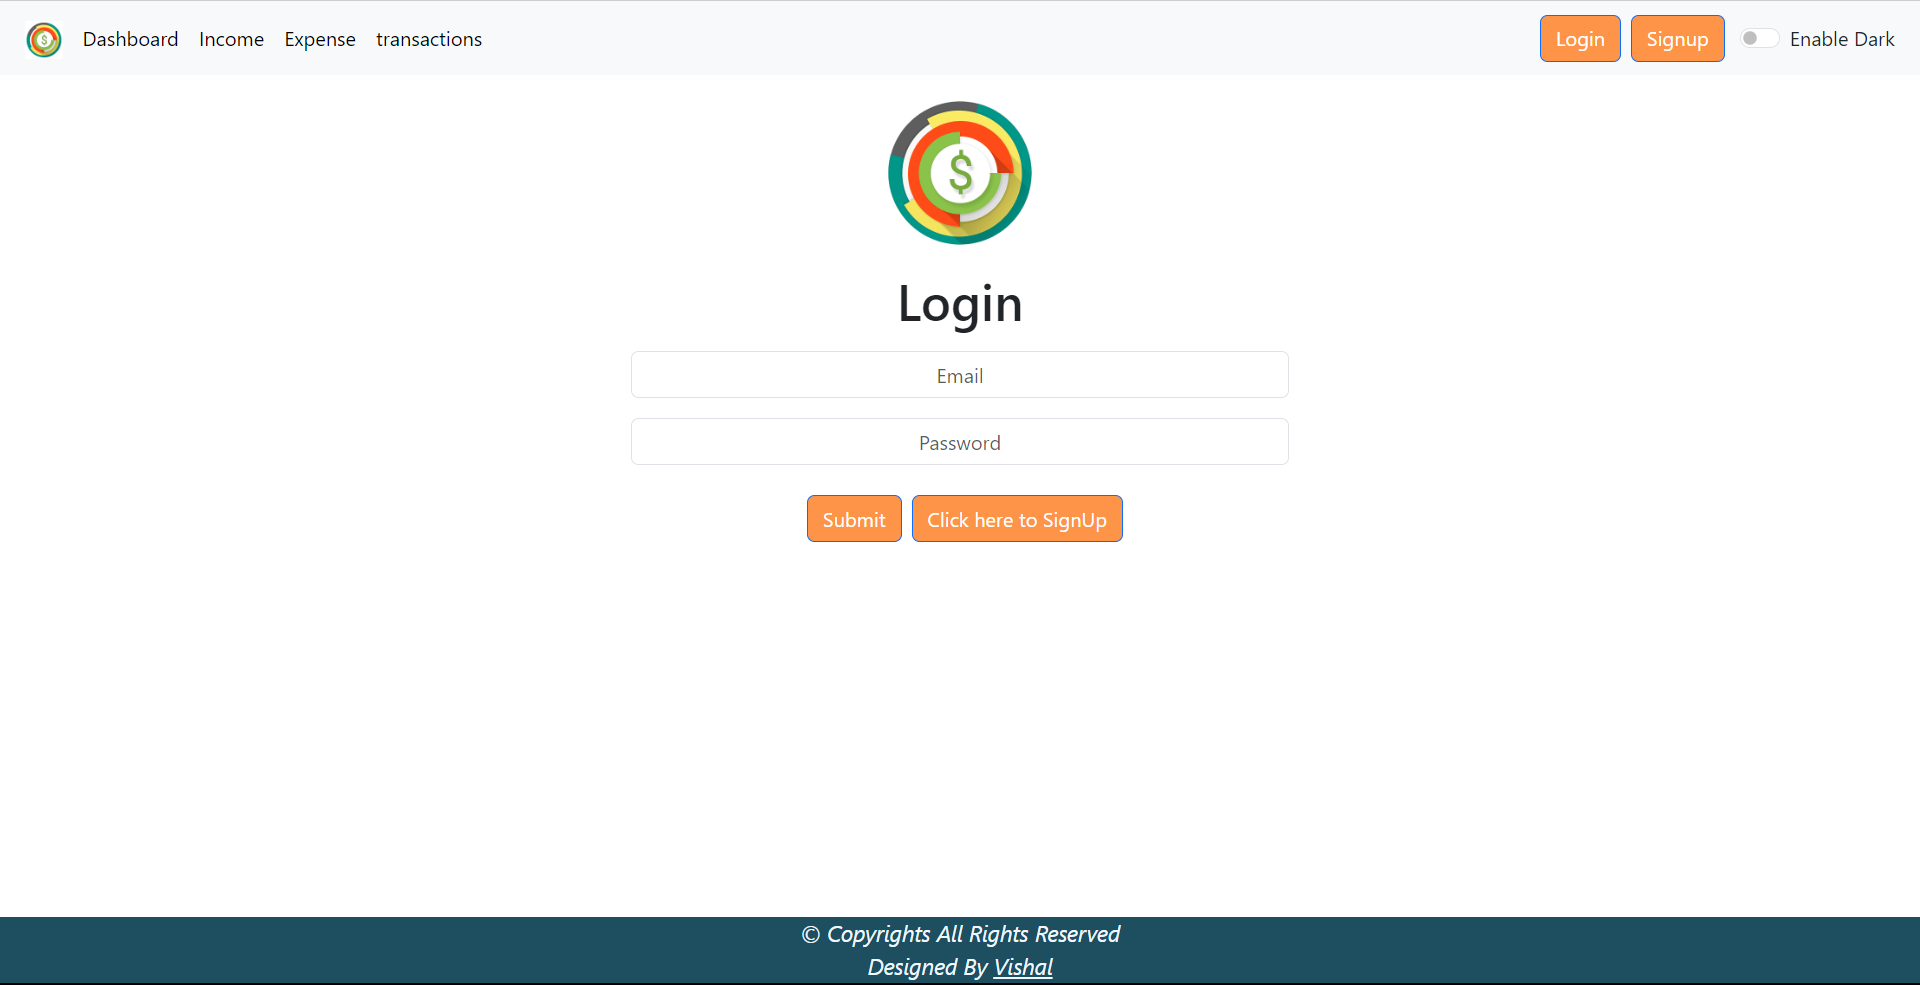 $ Dashboard Income Expense transactions Login Signup Enable Dark
$
Login
Email
Password
Submit Click here to SignUp
© Copyrights All Rights Reserved
Designed By Vishal